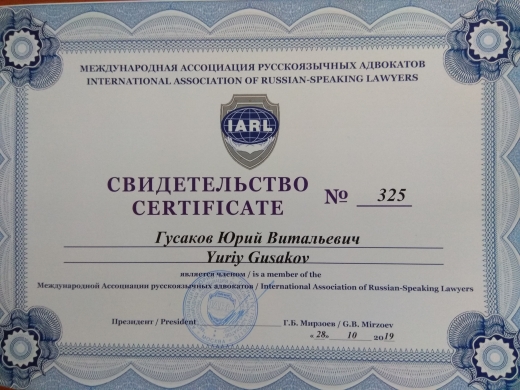 МЕЖДУНАРОДНАЯ АССОЦИАЦИЯ РУССКОЯЗЫЧНЫХ АДВОКАТОВ
INTERNATIONAL ASSOCIATION OF RUSSIAN-SPEAKING LAWYERS
IARL
СВИДЕТЕЛЬСТВО
CERTIFICATE
№ 325
Гусаков Юрий Витальевич
Yuriy Gusakov
является членом / is a member of the
Международной Ассоциации русскоязычных адвокатов / International Association of Russian-Speaking Lawyers
Президент / President Г.Б. Мирзоев / G.B. Mirzoev
«28» 10 2019